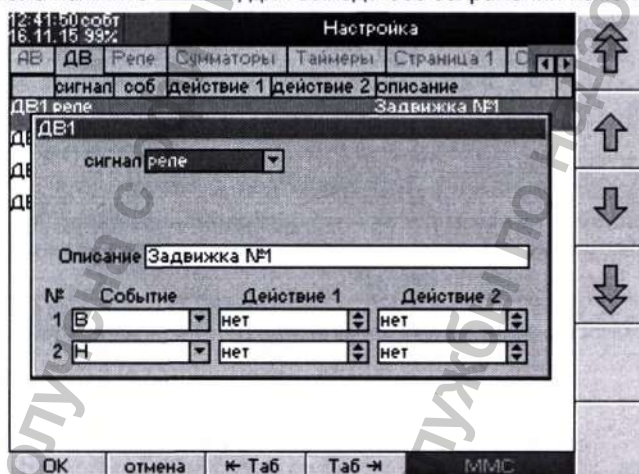 12:41:50 соб т
16.11.15 99%
Настройка
АВ ДВ Реле Сумматоры Таймеры Страница 1 С
сигнал соб действие 1 действие 2 описание
ДВ1 реле Задвижка №1
ДВ1
сигнал реле
Описание Задвижка №1
№ Событие Действие 1 Действие 2
1 В нет нет
2 Н нет нет
ОК отмена Таб Таб ММС